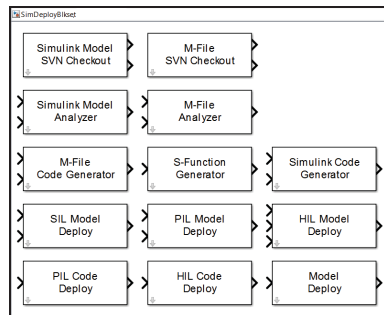 SimDeployBlkset
Simulink Model
SVN Checkout
M-File
SVN Checkout
Simulink Model
Analyzer
M-File
Analyzer
M-File
Code Generator
S-Function
Generator
Simulink Code
Generator
SIL Model
Deploy
PIL Model
Deploy
HIL Model
Deploy
PIL Code
Deploy
HIL Code
Deploy
Model
Deploy